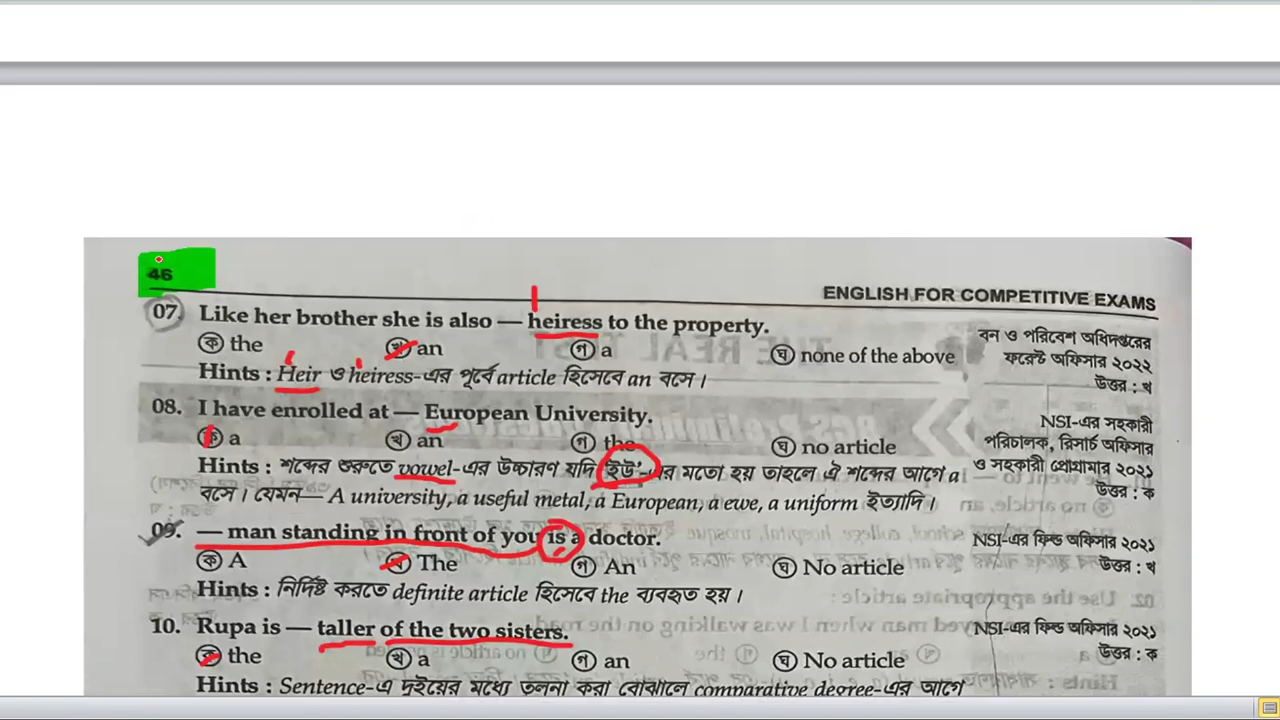 46
ENGLISH FOR COMPETITIVE EXAMS
07. Like her brother she is also — heiress to the property.
ক the খ an গ a ঘ none of the above
Hints : Heir ও heiress-এর পূর্বে article হিসেবে an বসে।
বন ও পরিবেশ অধিদপ্তরের
ফরেস্ট অফিসার ২০২২
উত্তর : খ
08. I have enrolled at — European University.
ক a খ an গ the ঘ no article
Hints : শব্দের শুরুতে vowel-এর উচ্চারণ যদি 'ইউ'-এর মতো হয় তাহলে ঐ শব্দের আগে a
বসে। যেমন— A university, a useful metal, a European, a ewe, a uniform ইত্যাদি।
NSI-এর সহকারী
পরিচালক, রিসার্চ অফিসার
ও সহকারী প্রোগ্রামার ২০২১
উত্তর : ক
09. — man standing in front of you is a doctor.
ক A খ The গ An ঘ No article
Hints : নির্দিষ্ট করতে definite article হিসেবে the ব্যবহৃত হয়।
NSI-এর ফিল্ড অফিসার ২০২১
উত্তর : খ
10. Rupa is — taller of the two sisters.
ক the খ a গ an ঘ No article
Hints : Sentence-এ দুইয়ের মধ্যে তুলনা করা বোঝালে comparative degree-এর আগে
NSI-এর ফিল্ড অফিসার ২০২১
উত্তর : ক